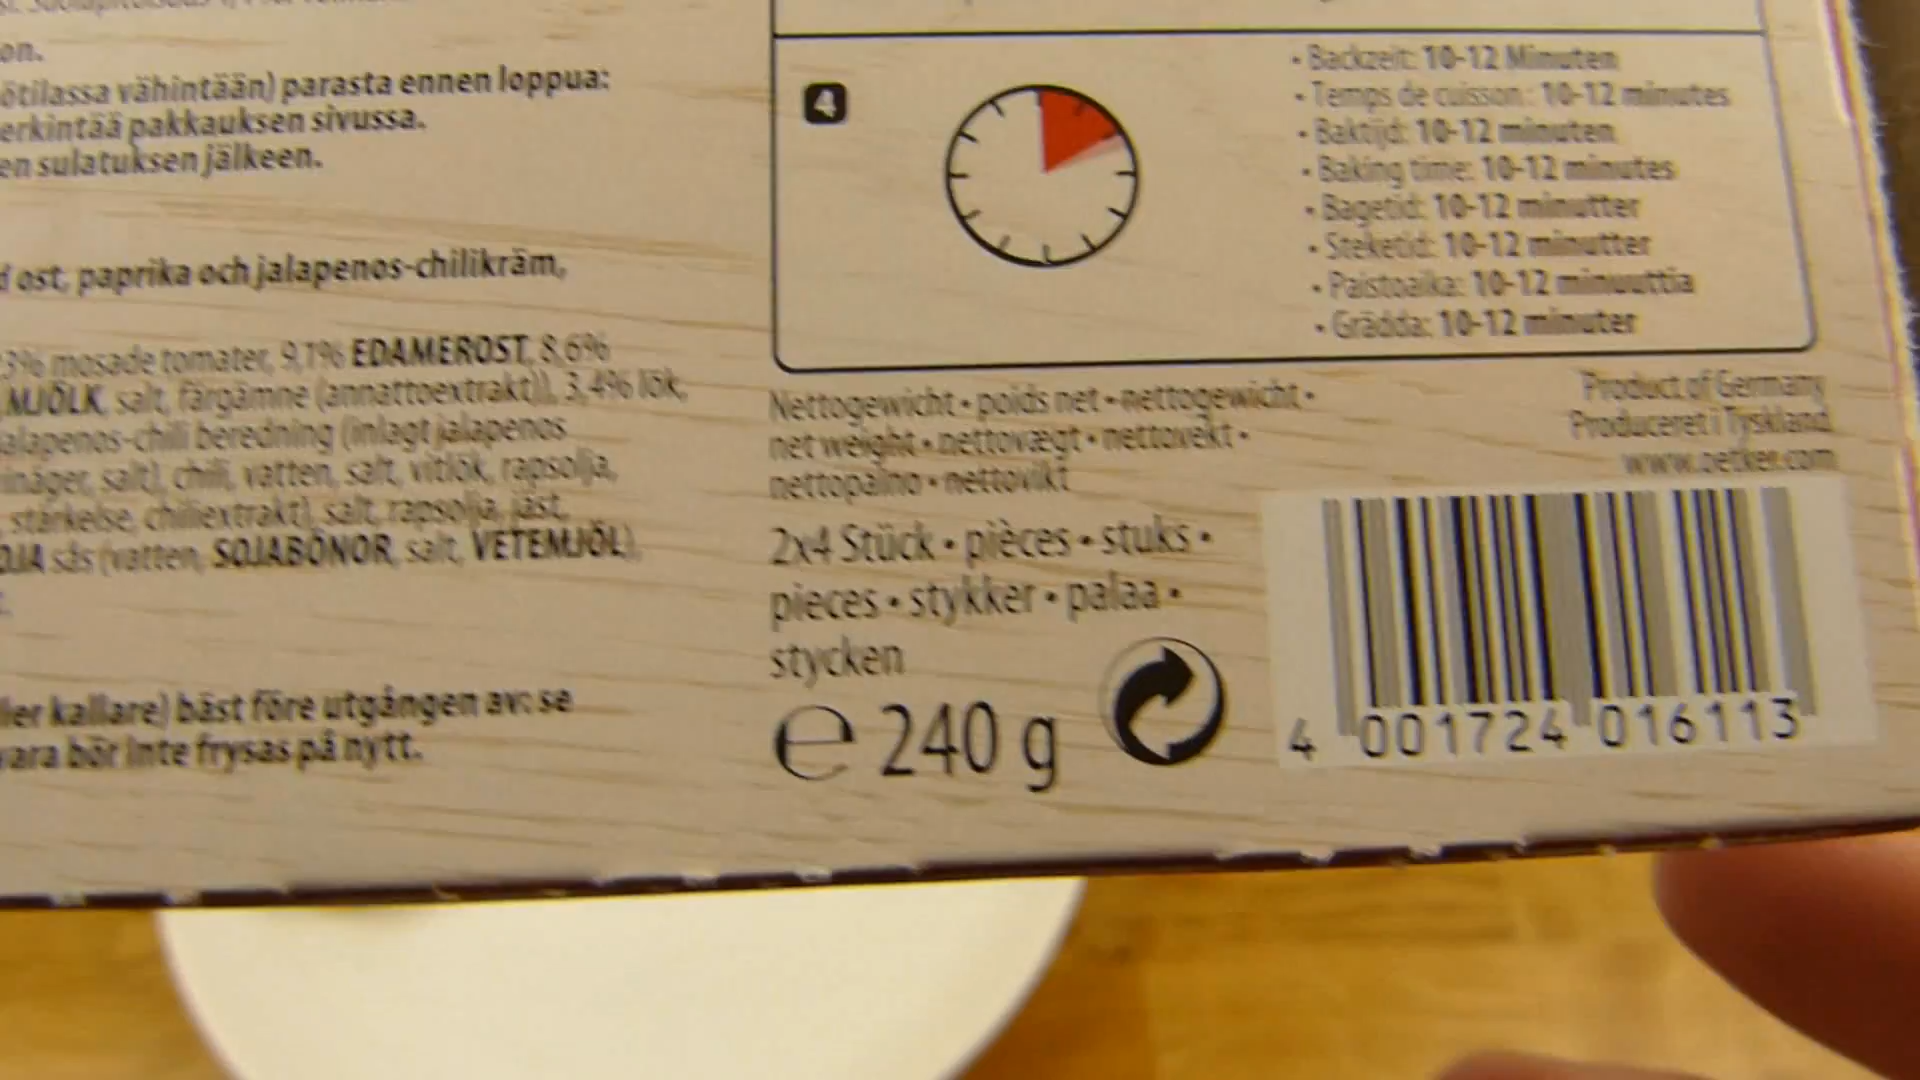 on.
ötilassa vähintään) parasta ennen loppua:
erkintää pakkauksen sivussa.
en sulatuksen jälkeen.
d ost, paprika och jalapenos-chilikräm,
3% mosade tomater, 9,1% EDAMEROST, 8,6%
MJÖLK, salt, färgämne (annattoextrakt)), 3,4% lök,
jalapenos-chili beredning (inlagt jalapenos
inäger, salt), chili, vatten, salt, vitlök, rapsolja,
, stärkelse, chiliextrakt), salt, rapsolja, jäst,
OJA sås (vatten, SOJABÖNOR, salt, VETEMJÖL),
ler kallare) bäst före utgången av: se
vara bör inte frysas på nytt.
4
• Backzeit: 10-12 Minuten
• Temps de cuisson : 10-12 minutes
• Baktijd: 10-12 minuten
• Baking time: 10-12 minutes
• Bagetid: 10-12 minutter
• Steketid: 10-12 minutter
• Paistoaika: 10-12 minuuttia
• Grädda: 10-12 minuter
Nettogewicht • poids net • nettogewicht •
net weight • nettovægt • nettovekt •
nettopaino • nettovikt
2x4 Stück • pièces • stuks •
pieces • stykker • palaa •
stycken
℮ 240 g
Product of Germany
Produceret i Tyskland
www.oetker.com
4 001724 016113